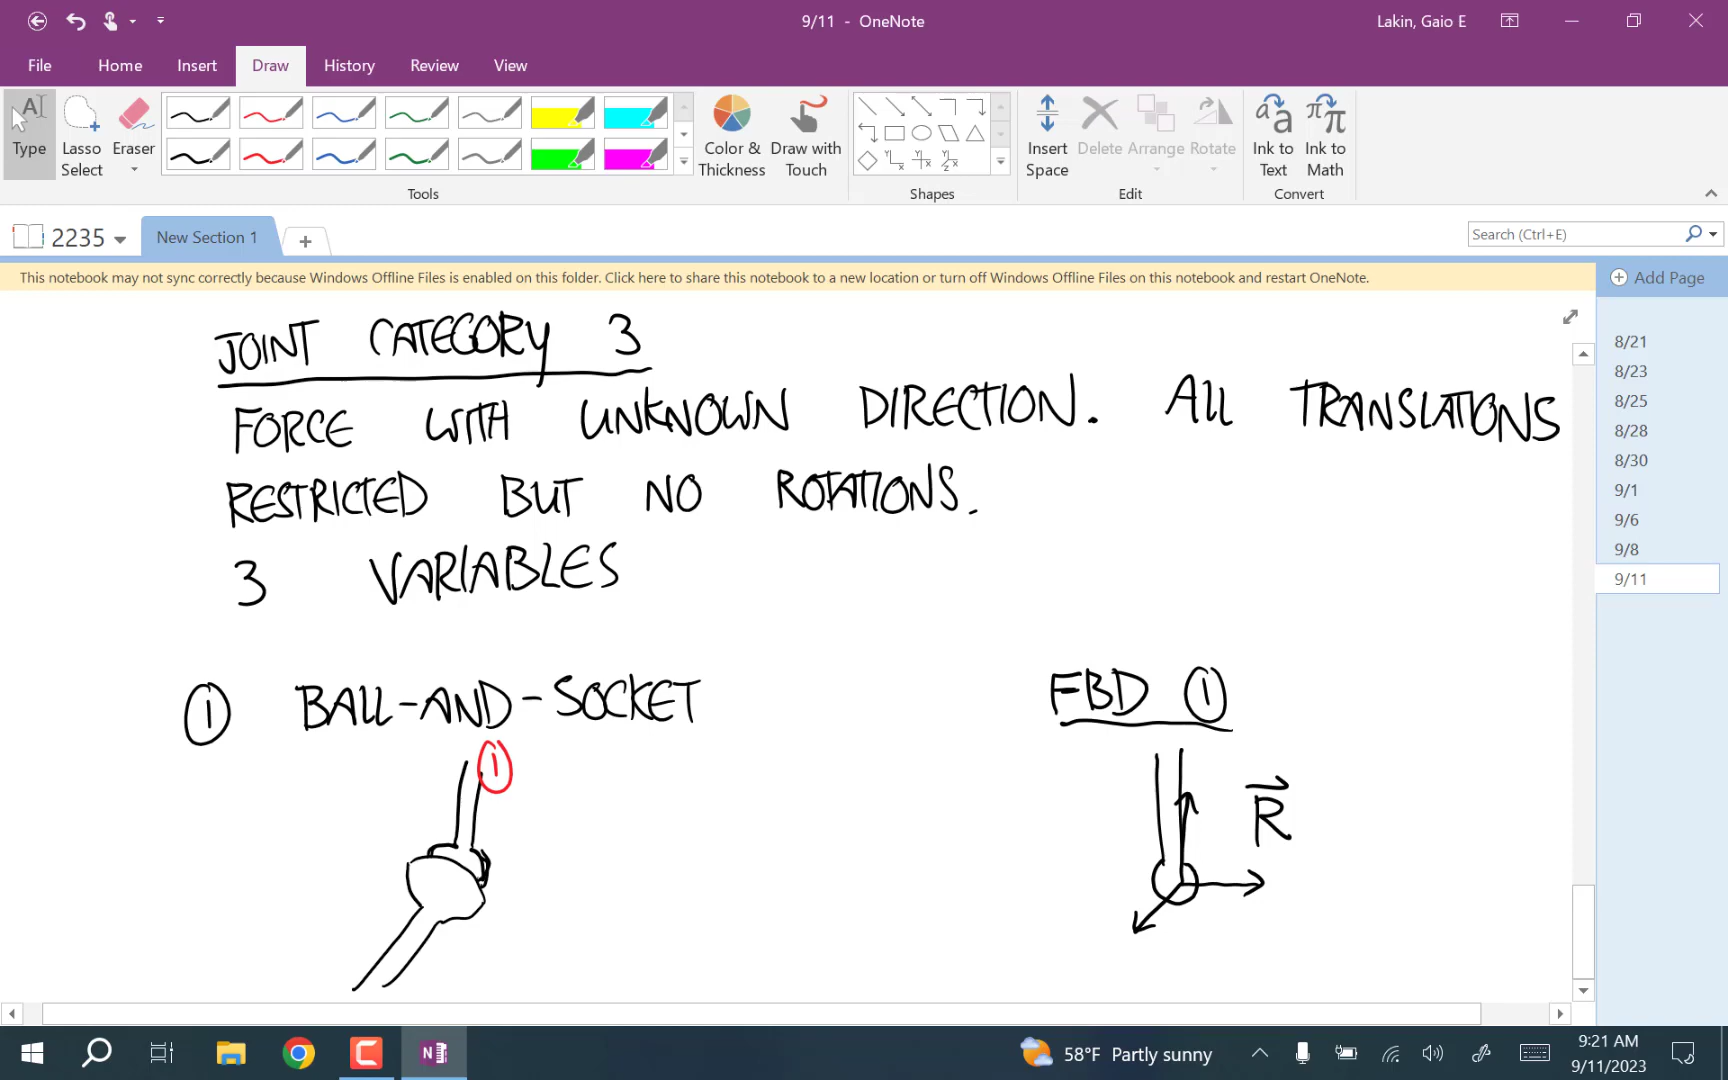 9/11 - OneNote
Lakin, Gaio E
File Home Insert Draw History Review View
Type
Lasso Select
Eraser
Color & Thickness
Draw with Touch
Insert Space
Delete Arrange Rotate
Ink to Text
Ink to Math
Tools Shapes Edit Convert
2235 New Section 1
Search (Ctrl+E)
This notebook may not sync correctly because Windows Offline Files is enabled on this folder. Click here to share this notebook to a new location or turn off Windows Offline Files on this notebook and restart OneNote.
Add Page
8/21
8/23
8/25
8/28
8/30
9/1
9/6
9/8
9/11
JOINT CATEGORY 3
FORCE WITH UNKNOWN DIRECTION. ALL TRANSLATIONS
RESTRICTED BUT NO ROTATIONS.
3 VARIABLES
① BALL-AND-SOCKET
FBD ①
①
R
58°F Partly sunny
9:21 AM
9/11/2023